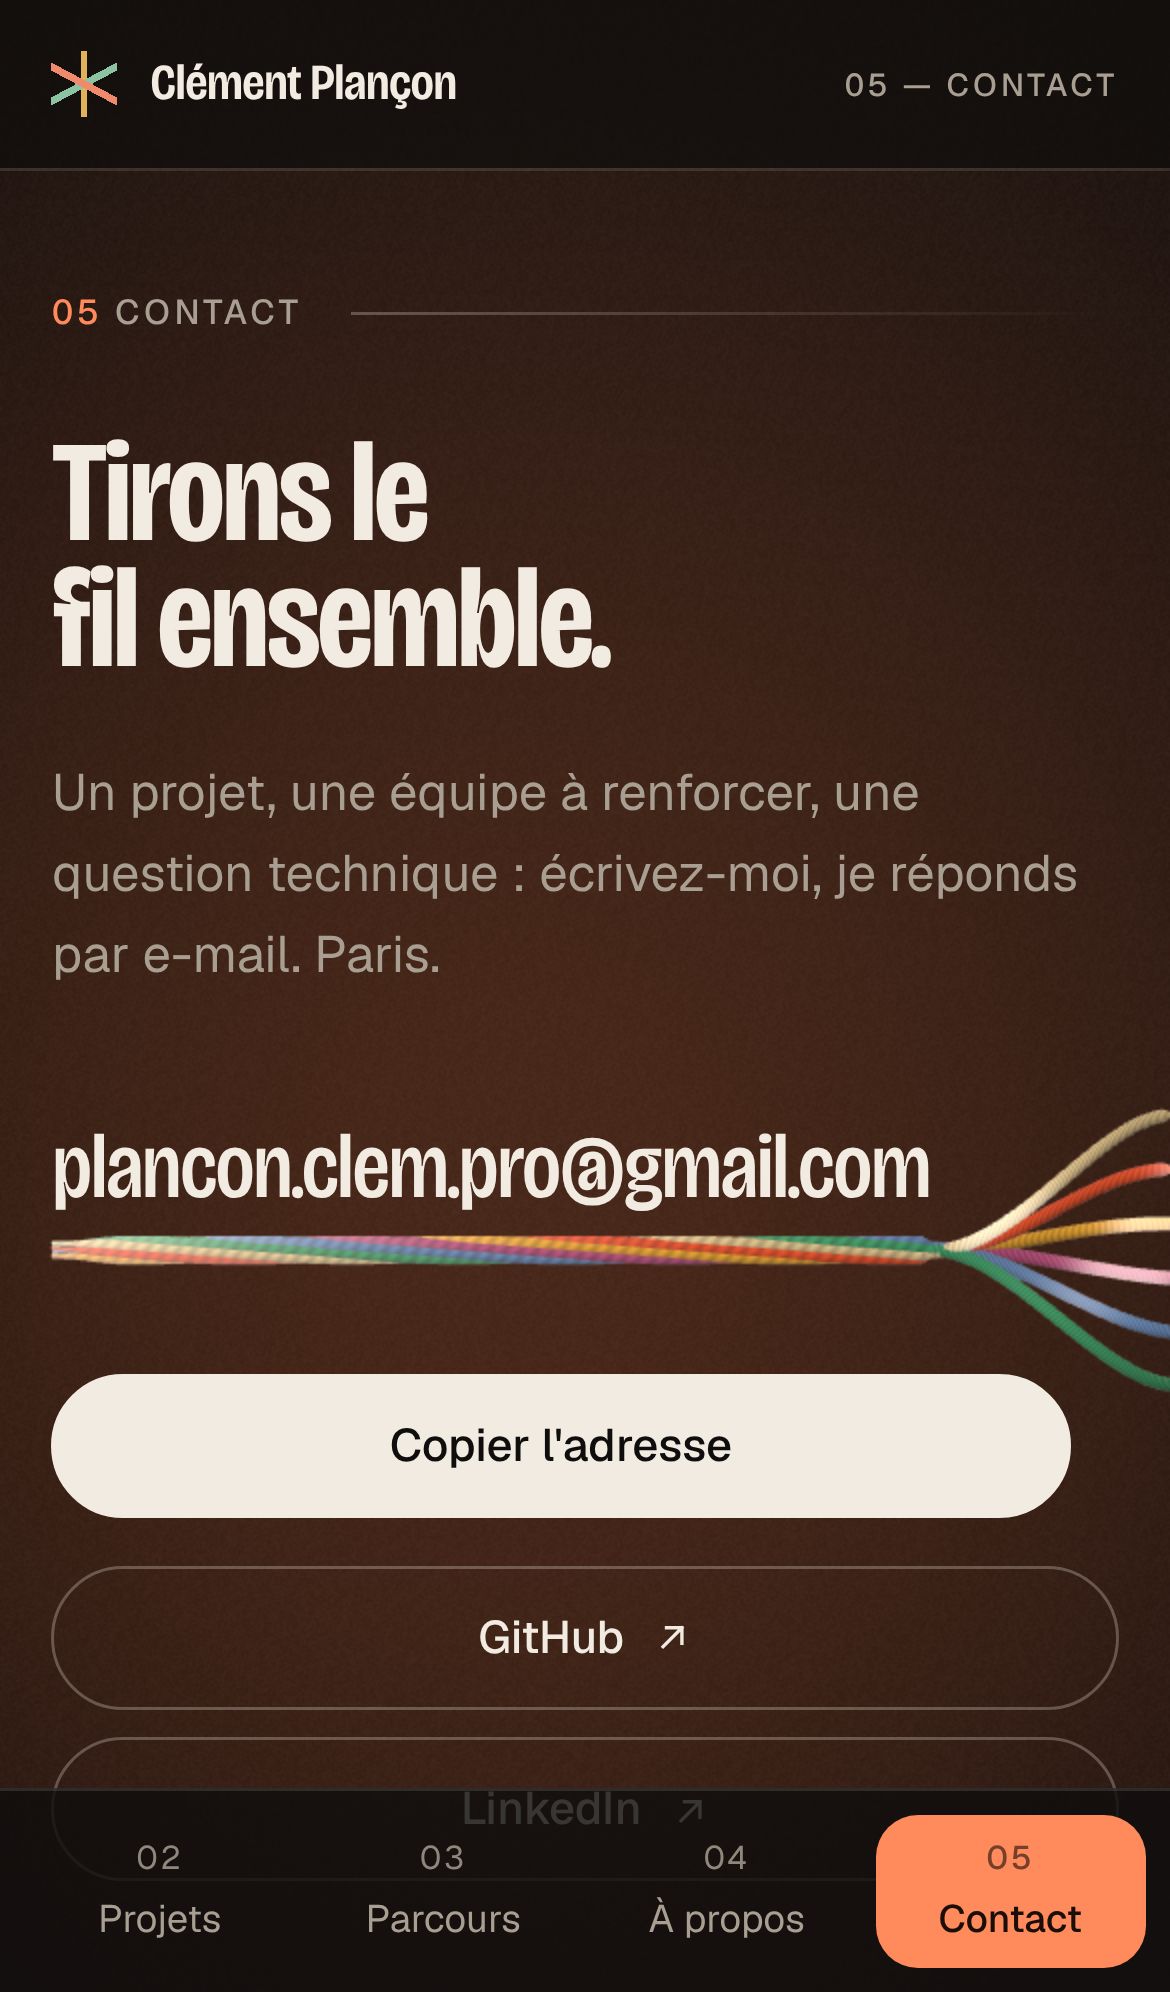 Clément Plançon
05 — CONTACT
05 CONTACT
Tirons le
fil ensemble.
Un projet, une équipe à renforcer, une
question technique : écrivez-moi, je réponds
par e-mail. Paris.
plancon.clem.pro@gmail.com
Copier l'adresse
GitHub ↗
LinkedIn ↗
02
Projets
03
Parcours
04
À propos
05
Contact